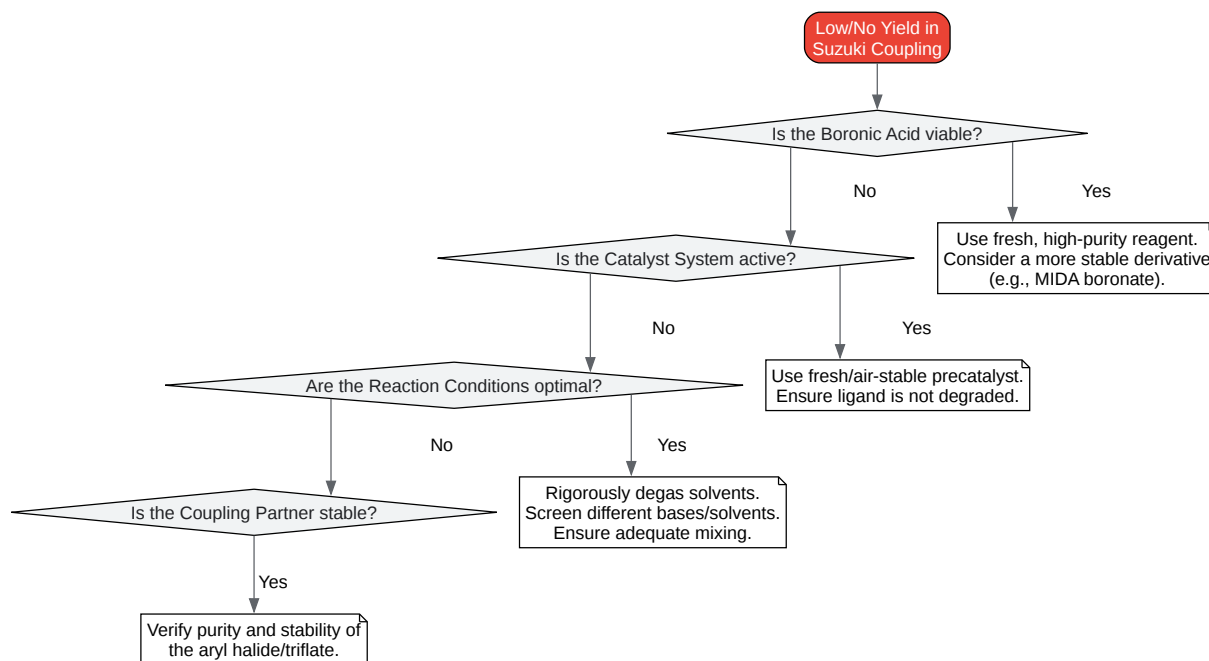 Low/No Yield in
Suzuki Coupling
Is the Boronic Acid viable?
No
Yes
Use fresh, high-purity reagent.
Consider a more stable derivative
(e.g., MIDA boronate).
Is the Catalyst System active?
No
Yes
Use fresh/air-stable precatalyst.
Ensure ligand is not degraded.
Are the Reaction Conditions optimal?
No
Yes
Rigorously degas solvents.
Screen different bases/solvents.
Ensure adequate mixing.
Is the Coupling Partner stable?
Yes
Verify purity and stability of
the aryl halide/triflate.